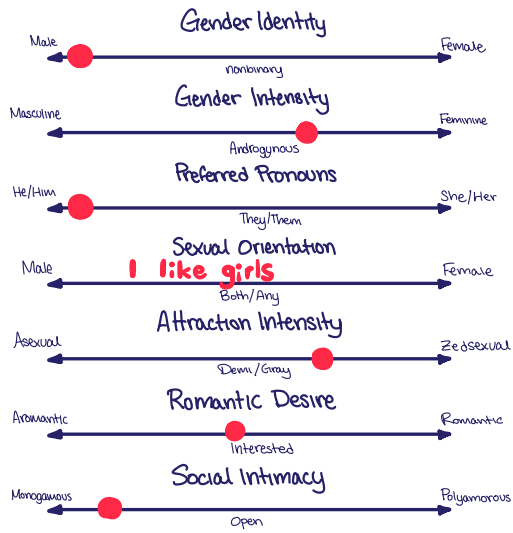 Gender Identity
Male Female
nonbinary
Gender Intensity
Masculine Feminine
Androgynous
Preferred Pronouns
He/Him She/Her
They/Them
Sexual Orientation
Male I like girls Female
Both/Any
Attraction Intensity
Asexual Zedsexual
Demi/Gray
Romantic Desire
Aromantic Romantic
Interested
Social Intimacy
Monogamous Polyamorous
Open